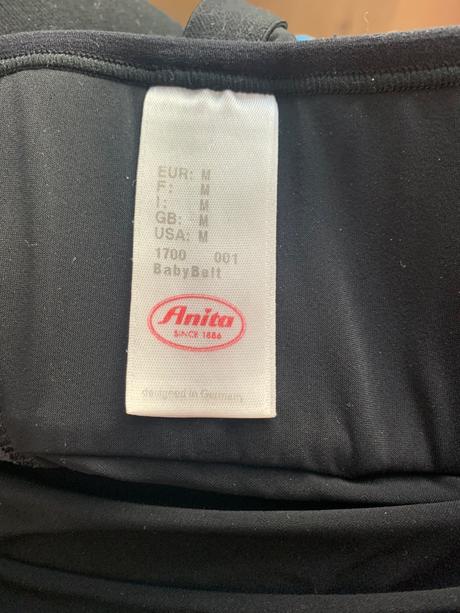 EUR: M
F: M
I: M
GB: M
USA: M
1700 001
BabyBelt
Anita
SINCE 1886
designed in Germany